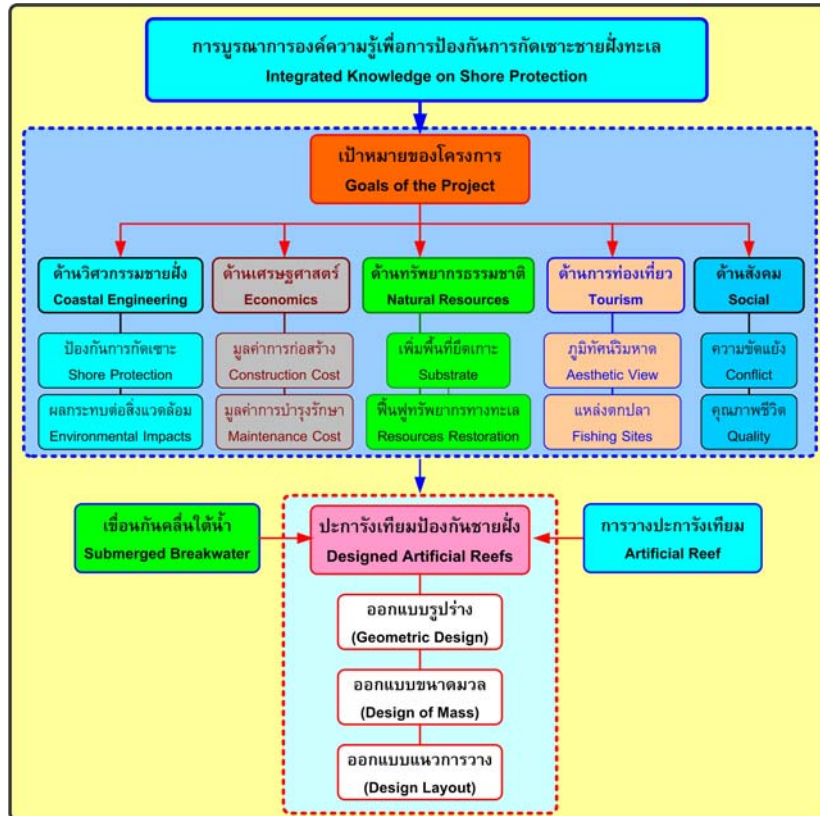 การบูรณาการองค์ความรู้เพื่อการป้องกันการกัดเซาะชายฝั่งทะเล
Integrated Knowledge on Shore Protection
เป้าหมายของโครงการ
Goals of the Project
ด้านวิศวกรรมชายฝั่ง
Coastal Engineering
ด้านเศรษฐศาสตร์
Economics
ด้านทรัพยากรธรรมชาติ
Natural Resources
ด้านการท่องเที่ยว
Tourism
ด้านสังคม
Social
ป้องกันการกัดเซาะ
Shore Protection
มูลค่าการก่อสร้าง
Construction Cost
เพิ่มพื้นที่ยึดเกาะ
Substrate
ภูมิทัศน์ริมหาด
Aesthetic View
ความขัดแย้ง
Conflict
ผลกระทบต่อสิ่งแวดล้อม
Environmental Impacts
มูลค่าการบำรุงรักษา
Maintenance Cost
ฟื้นฟูทรัพยากรทางทะเล
Resources Restoration
แหล่งตกปลา
Fishing Sites
คุณภาพชีวิต
Quality
เขื่อนกันคลื่นใต้น้ำ
Submerged Breakwater
ปะการังเทียมป้องกันชายฝั่ง
Designed Artificial Reefs
การวางปะการังเทียม
Artificial Reef
ออกแบบรูปร่าง
(Geometric Design)
ออกแบบขนาดมวล
(Design of Mass)
ออกแบบแนวการวาง
(Design Layout)